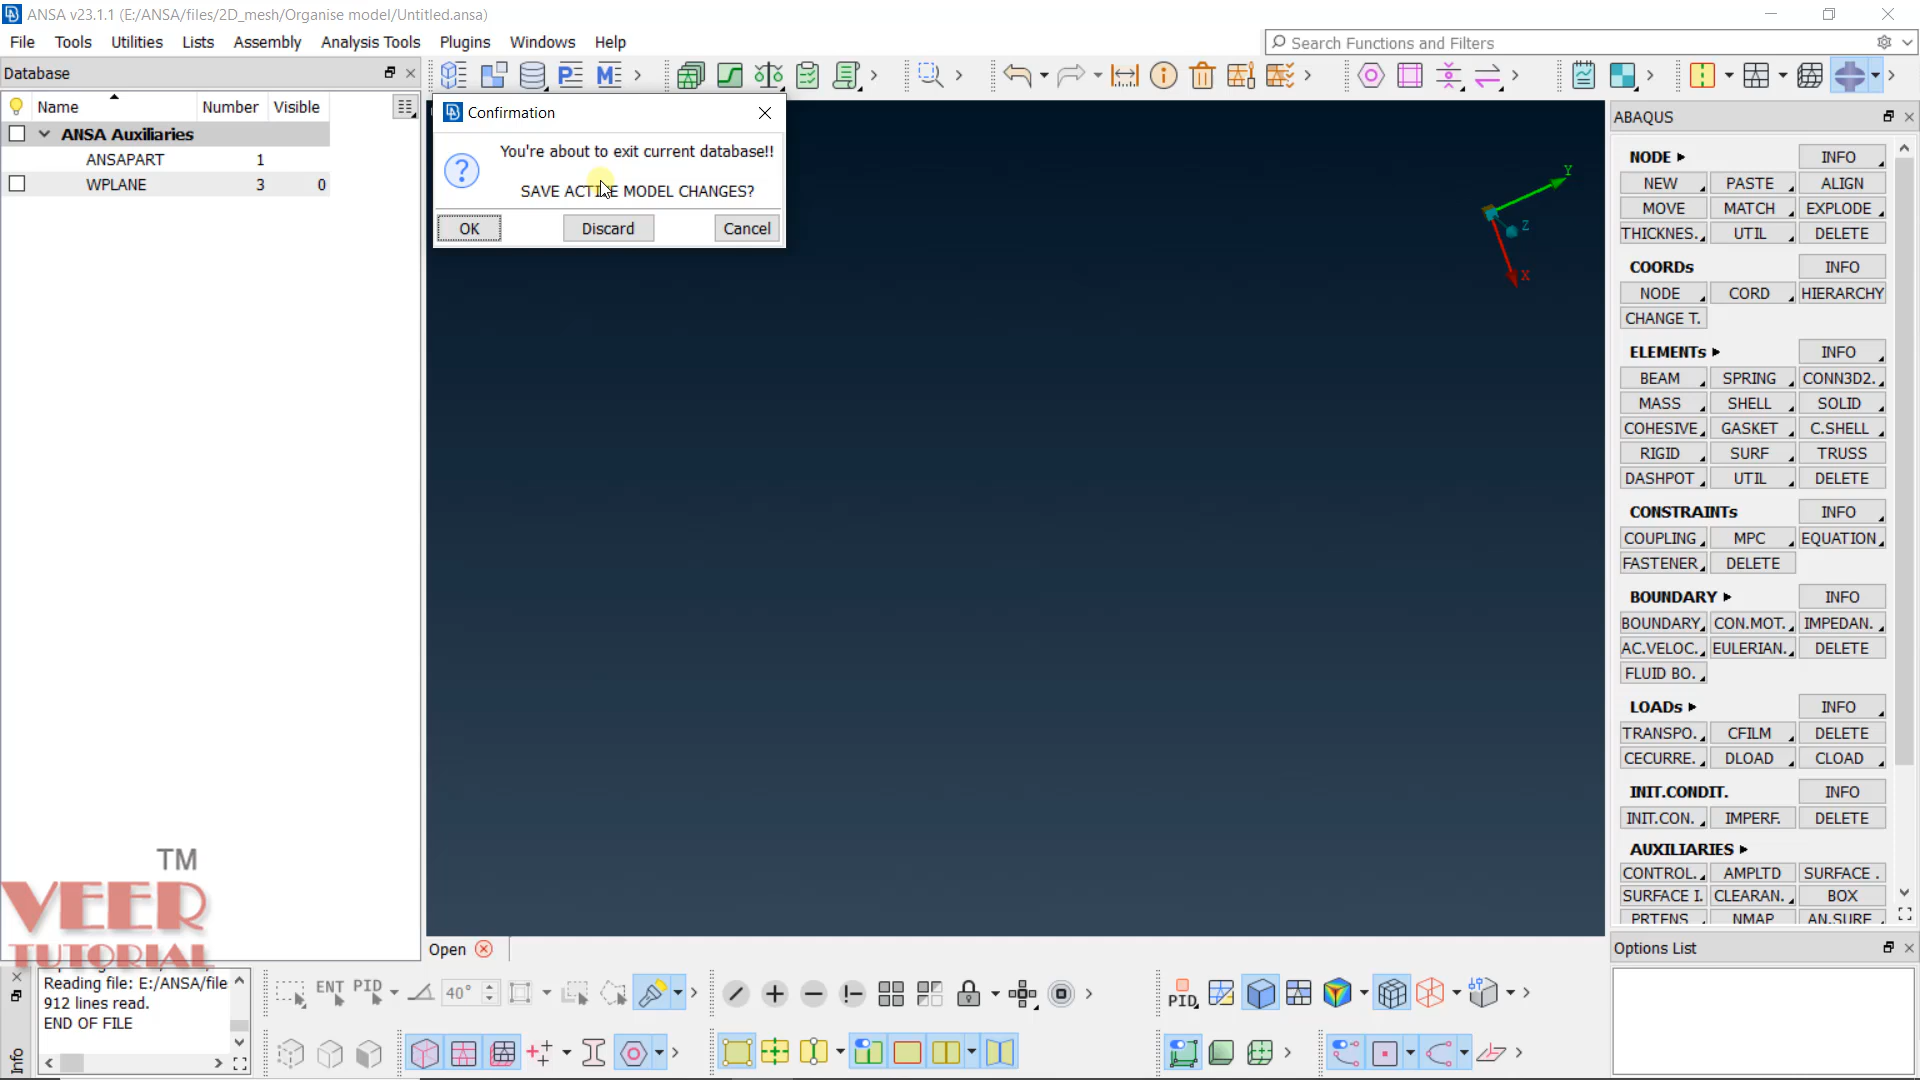 ANSA v23.1.1 (E:/ANSA/files/2D_mesh/Organise model/Untitled.ansa)
File Tools Utilities Lists Assembly Analysis Tools Plugins Windows Help
Search Functions and Filters
Database
Name Number Visible
ANSA Auxiliaries
ANSAPART 1
WPLANE 3 0
Confirmation
You're about to exit current database!!
SAVE ACTIVE MODEL CHANGES?
OK Discard Cancel
Y
Z
X
ABAQUS
NODE INFO
NEW PASTE ALIGN
MOVE MATCH EXPLODE
THICKNES. UTIL DELETE
COORDs INFO
NODE CORD HIERARCHY
CHANGE T.
ELEMENTs INFO
BEAM SPRING CONN3D2.
MASS SHELL SOLID
COHESIVE GASKET C.SHELL
RIGID SURF TRUSS
DASHPOT UTIL DELETE
CONSTRAINTs INFO
COUPLING MPC EQUATION
FASTENER DELETE
BOUNDARY INFO
BOUNDARY CON.MOT. IMPEDAN.
AC.VELOC. EULERIAN. DELETE
FLUID BO.
LOADs INFO
TRANSPO. CFILM DELETE
CECURRE. DLOAD CLOAD
INIT.CONDIT. INFO
INIT.CON. IMPERF. DELETE
AUXILIARIES
CONTROL. AMPLTD SURFACE .
SURFACE I. CLEARAN. BOX
PRTENS NMAP AN.SURF
Options List
TM
VEER
TUTORIAL
Open
Reading file: E:/ANSA/file
912 lines read.
END OF FILE
Info
ENT PID 40°
PID